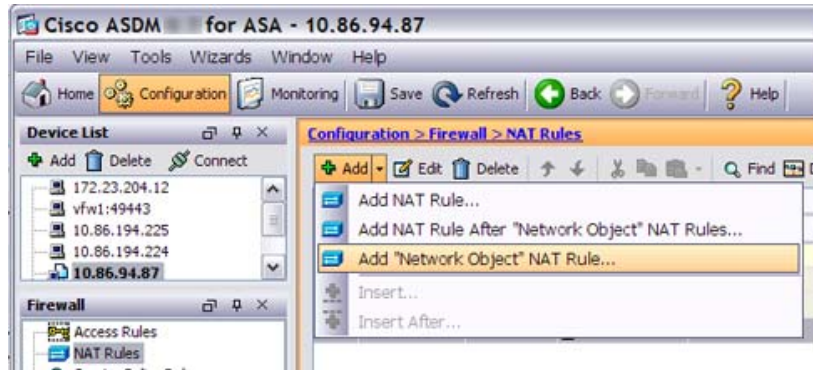 Cisco ASDM for ASA - 10.86.94.87
File View Tools Wizards Window Help
Home Configuration Monitoring Save Refresh Back Forward Help
Device List
Add Delete Connect
172.23.204.12
vfw1:49443
10.86.194.225
10.86.194.224
10.86.94.87
Firewall
Access Rules
NAT Rules
Configuration > Firewall > NAT Rules
Add Edit Delete Find
Add NAT Rule...
Add NAT Rule After "Network Object" NAT Rules...
Add "Network Object" NAT Rule...
Insert...
Insert After...